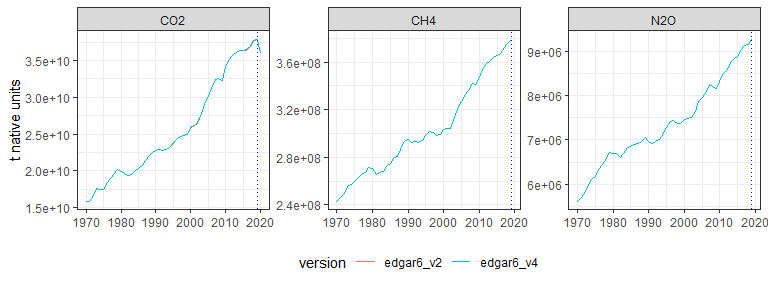 CO2 CH4 N2O
t native units
3.5e+10
3.0e+10
2.5e+10
2.0e+10
1.5e+10
3.6e+08
3.2e+08
2.8e+08
2.4e+08
9e+06
8e+06
7e+06
6e+06
1970 1980 1990 2000 2010 2020
1970 1980 1990 2000 2010 2020
1970 1980 1990 2000 2010 2020
version edgar6_v2 edgar6_v4